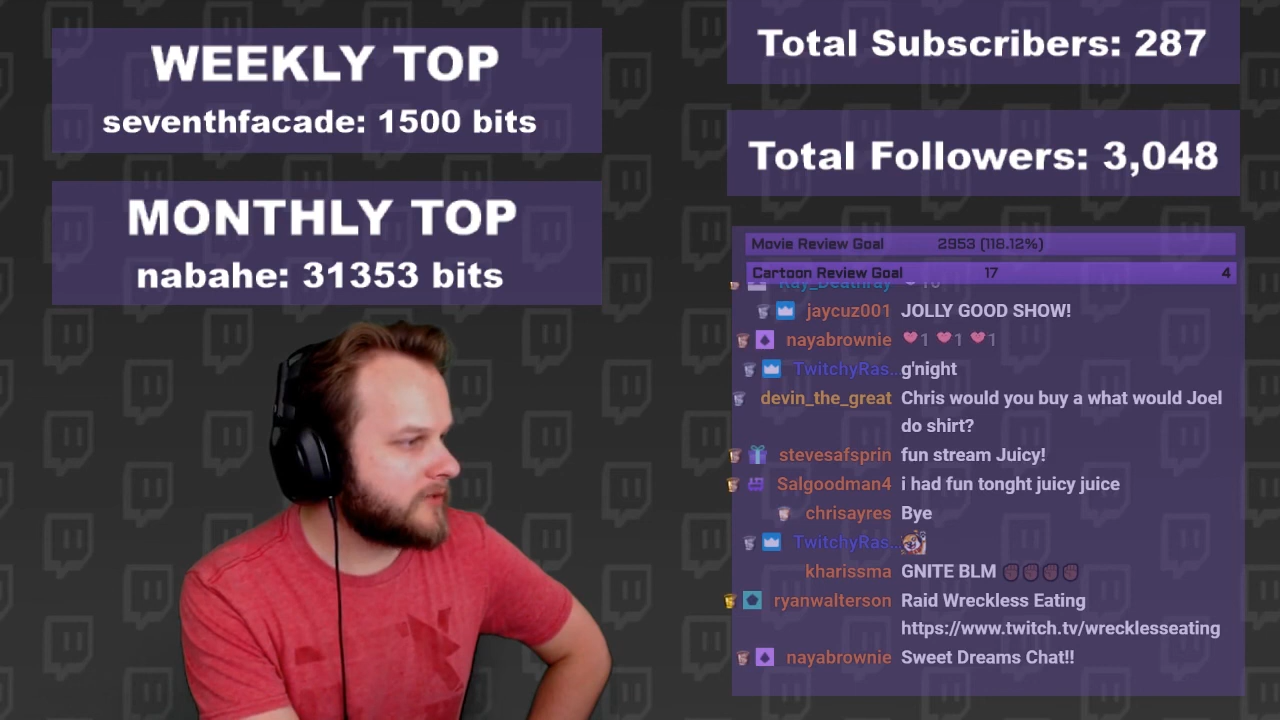 WEEKLY TOP
seventhfacade: 1500 bits
MONTHLY TOP
nabahe: 31353 bits
Total Subscribers: 287
Total Followers: 3,048
Movie Review Goal 2953 (118.12%)
Cartoon Review Goal 17 4
Ray_Deathray 10
jaycuz001 JOLLY GOOD SHOW!
nayabrownie 1 1 1
TwitchyRas... g'night
devin_the_great Chris would you buy a what would Joel
do shirt?
stevesafsprin fun stream Juicy!
Salgoodman4 i had fun tonght juicy juice
chrisayres Bye
TwitchyRas...
kharissma GNITE BLM
ryanwalterson Raid Wreckless Eating
https://www.twitch.tv/wrecklesseating
nayabrownie Sweet Dreams Chat!!